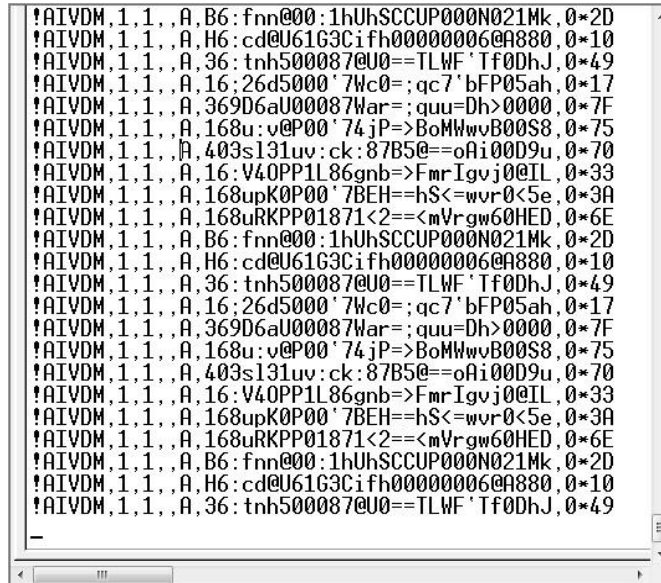 !AIVDM,1,1,,A,B6:fnn@00:1hUhSCCUP000N021Mk,0*2D
!AIVDM,1,1,,A,H6:cd@U61G3Cifh00000006@A880,0*10
!AIVDM,1,1,,A,36:tnh500087@U0==TLWF`Tf0DhJ,0*49
!AIVDM,1,1,,A,16;26d5000`7Wc0=;qc7`bFP05ah,0*17
!AIVDM,1,1,,A,369D6aU00087War=;quu=Dh>0000,0*7F
!AIVDM,1,1,,A,168u:v@P00`74jP=>BoMWwvB00S8,0*75
!AIVDM,1,1,,A,403sl31uv:ck:87B5@==oAi00D9u,0*70
!AIVDM,1,1,,A,16:V4OPP1L86gnb=>FmrIgvj0@IL,0*33
!AIVDM,1,1,,A,168upK0P00`7BEH==hS<=wvr0<5e,0*3A
!AIVDM,1,1,,A,168uRKPP01871<2==<mVrgw60HED,0*6E
!AIVDM,1,1,,A,B6:fnn@00:1hUhSCCUP000N021Mk,0*2D
!AIVDM,1,1,,A,H6:cd@U61G3Cifh00000006@A880,0*10
!AIVDM,1,1,,A,36:tnh500087@U0==TLWF`Tf0DhJ,0*49
!AIVDM,1,1,,A,16;26d5000`7Wc0=;qc7`bFP05ah,0*17
!AIVDM,1,1,,A,369D6aU00087War=;quu=Dh>0000,0*7F
!AIVDM,1,1,,A,168u:v@P00`74jP=>BoMWwvB00S8,0*75
!AIVDM,1,1,,A,403sl31uv:ck:87B5@==oAi00D9u,0*70
!AIVDM,1,1,,A,16:V4OPP1L86gnb=>FmrIgvj0@IL,0*33
!AIVDM,1,1,,A,168upK0P00`7BEH==hS<=wvr0<5e,0*3A
!AIVDM,1,1,,A,168uRKPP01871<2==<mVrgw60HED,0*6E
!AIVDM,1,1,,A,B6:fnn@00:1hUhSCCUP000N021Mk,0*2D
!AIVDM,1,1,,A,H6:cd@U61G3Cifh00000006@A880,0*10
!AIVDM,1,1,,A,36:tnh500087@U0==TLWF`Tf0DhJ,0*49